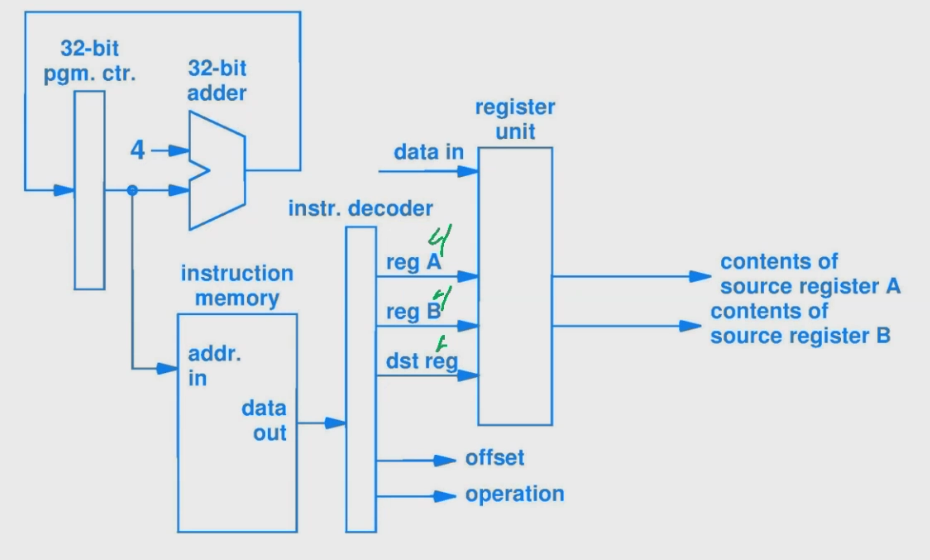 32-bit
pgm. ctr.
32-bit
adder
4
register
unit
data in
instr. decoder
reg A
4
reg B
4
dst reg
instruction
memory
addr.
in
data
out
contents of
source register A
contents of
source register B
offset
operation